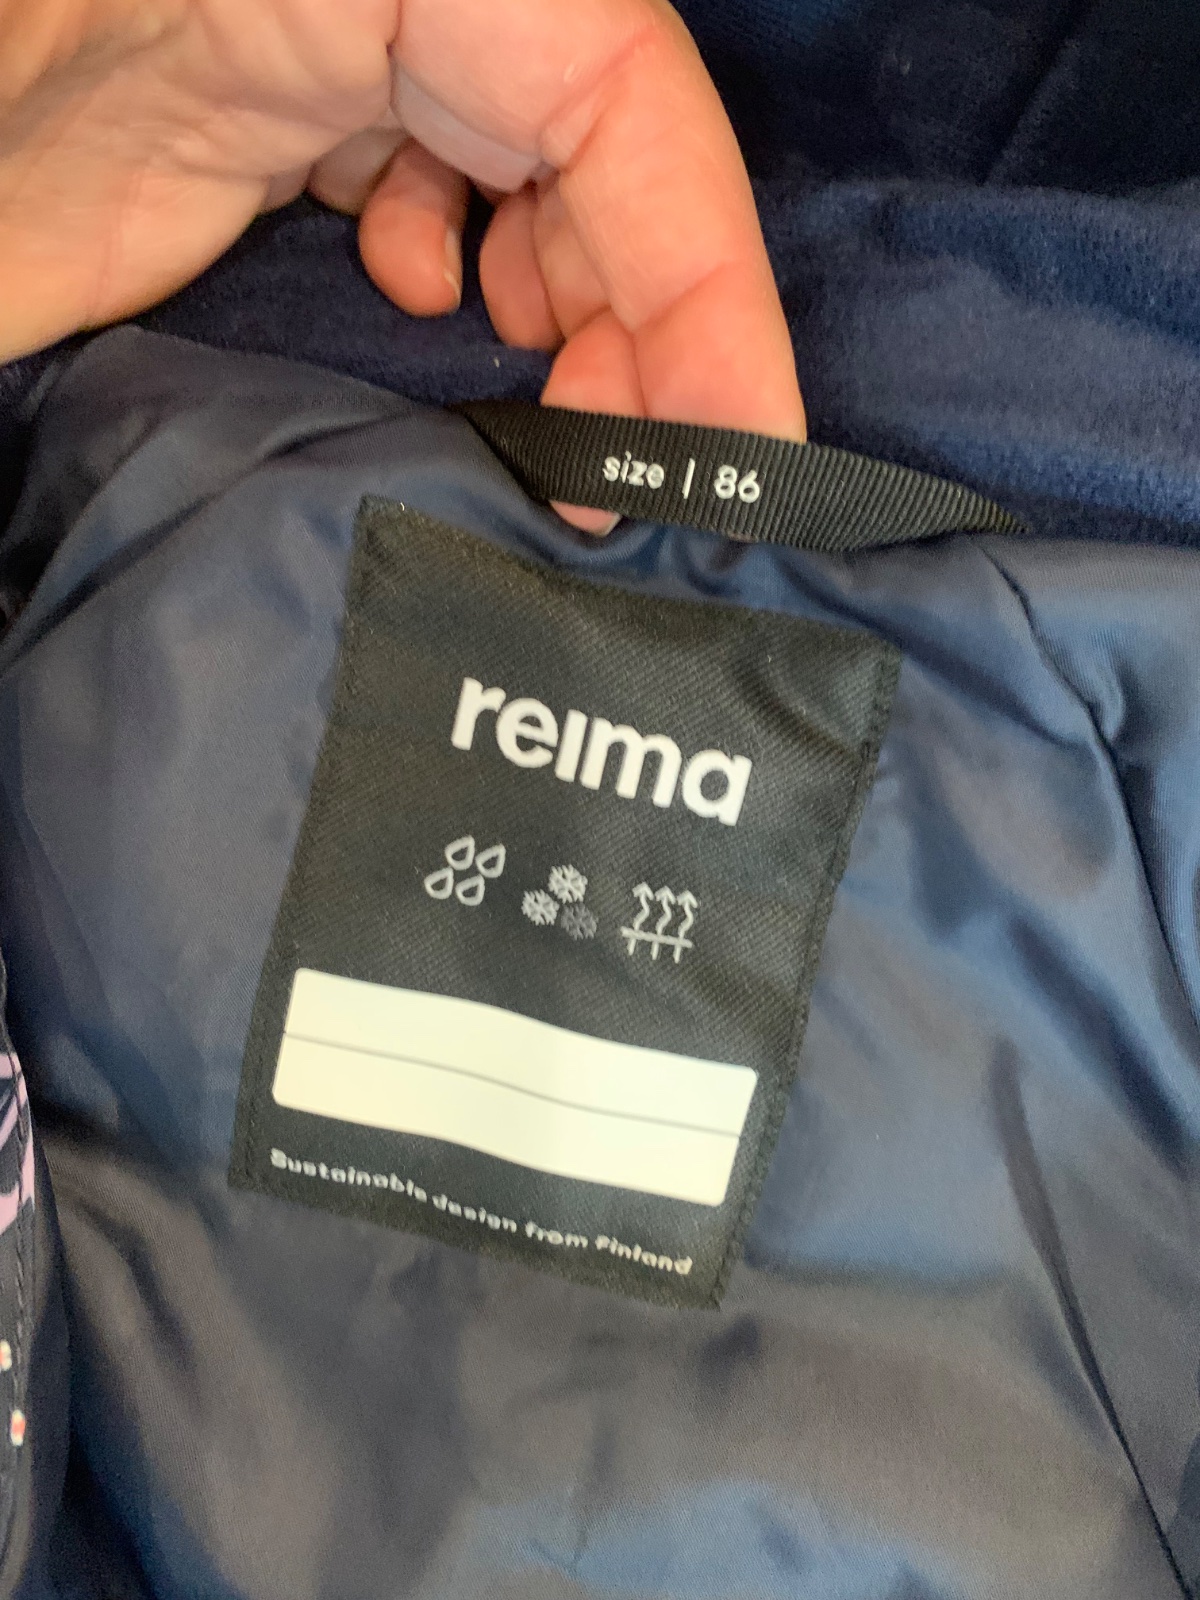 size | 86
reima
Sustainable design from Finland